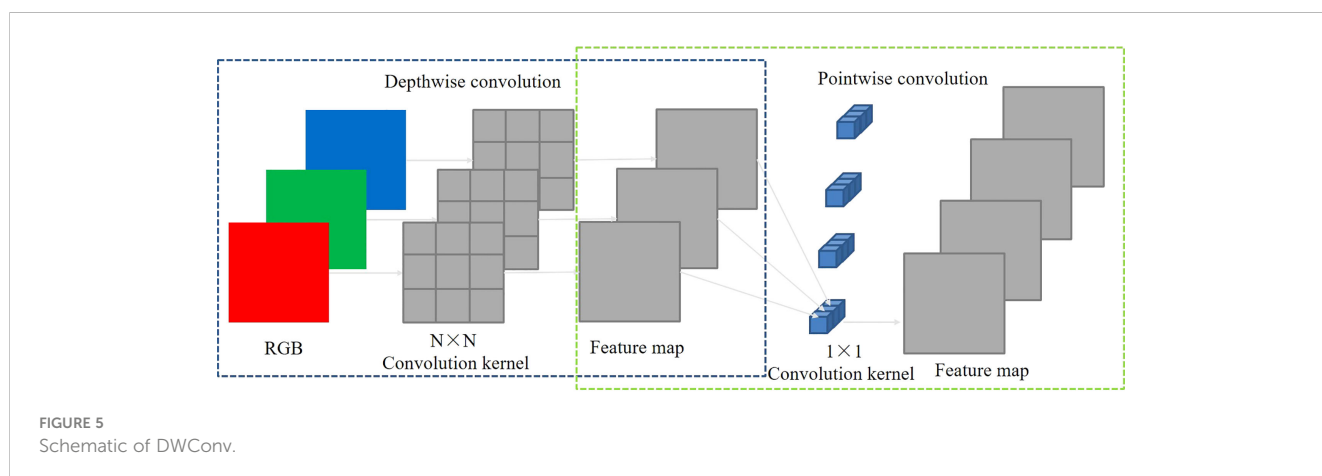 Depthwise convolution
Pointwise convolution
RGB
N×N
Convolution kernel
Feature map
1×1
Convolution kernel
Feature map
FIGURE 5
Schematic of DWConv.